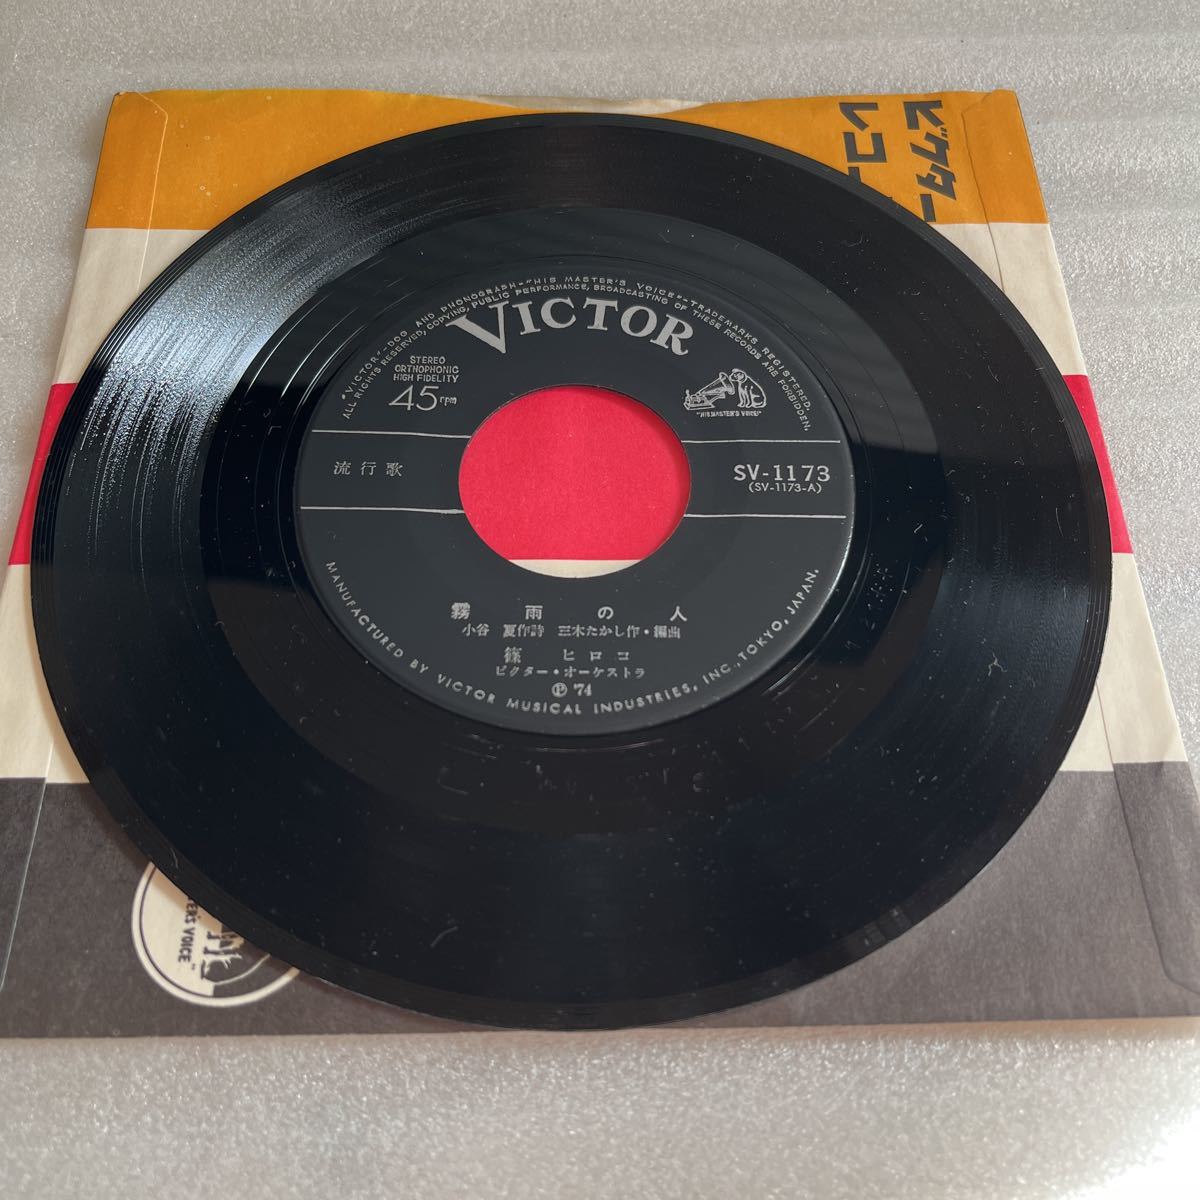 ビクター
レコー
"VICTOR"–DOG AND PHONOGRAPH–"HIS MASTER'S VOICE"–TRADEMARKS REGISTERED.
ALL RIGHTS RESERVED, COPYING, PUBLIC PERFORMANCE, BROADCASTING OF THESE RECORDS ARE FORBIDDEN.
VICTOR
STEREO
ORTHOPHONIC
HIGH FIDELITY
45rpm
"HIS MASTER'S VOICE"
流行歌
SV-1173
(SV-1173-A)
霧雨の人
小谷 夏作詩 三木たかし作・編曲
篠 ヒロコ
ビクター・オーケストラ
Ⓟ '74
MANUFACTURED BY VICTOR MUSICAL INDUSTRIES, INC., TOKYO, JAPAN.
TER'S VOICE"